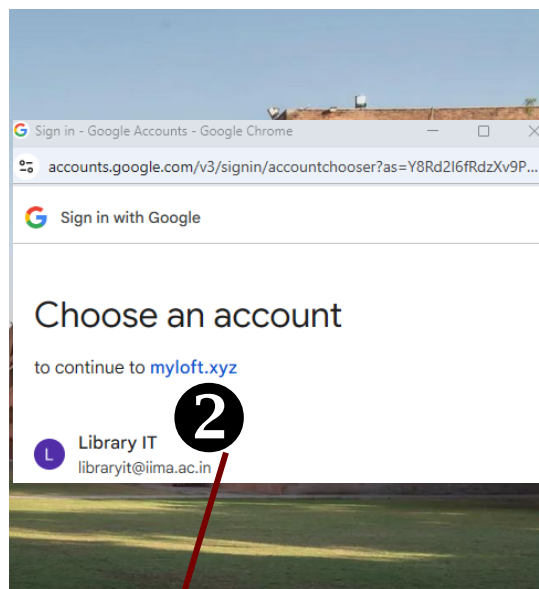 Sign in - Google Accounts - Google Chrome
accounts.google.com/v3/signin/accountchooser?as=Y8Rd2I6fRdzXv9P...
Sign in with Google
Choose an account
to continue to myloft.xyz
2
L
Library IT
libraryit@iima.ac.in